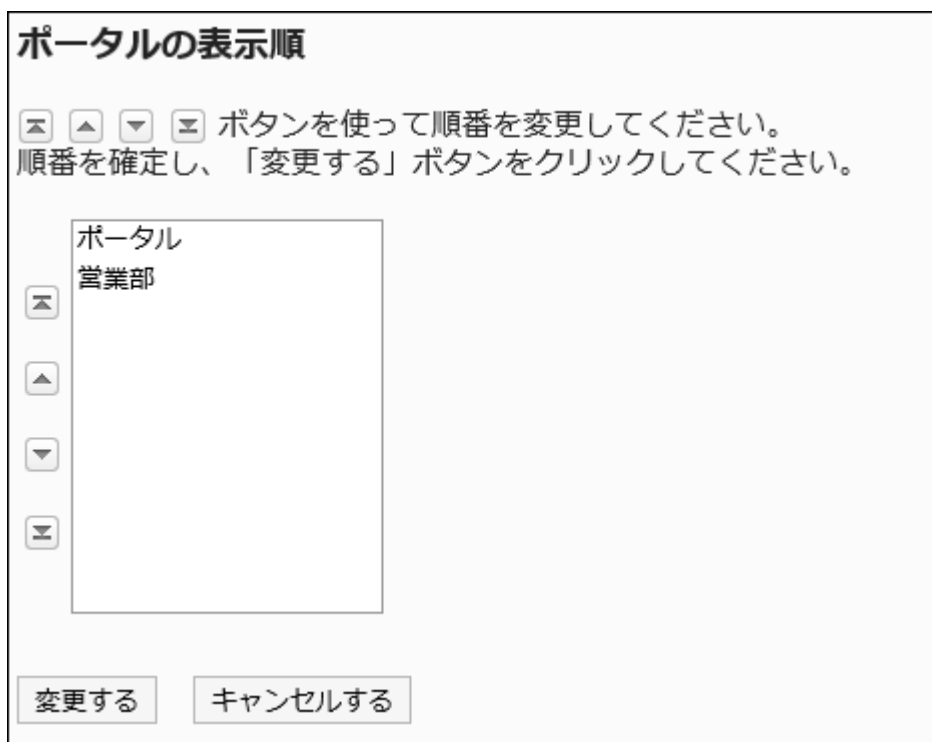 ポータルの表示順
ボタンを使って順番を変更してください。
順番を確定し、「変更する」ボタンをクリックしてください。
ポータル
営業部
変更する
キャンセルする